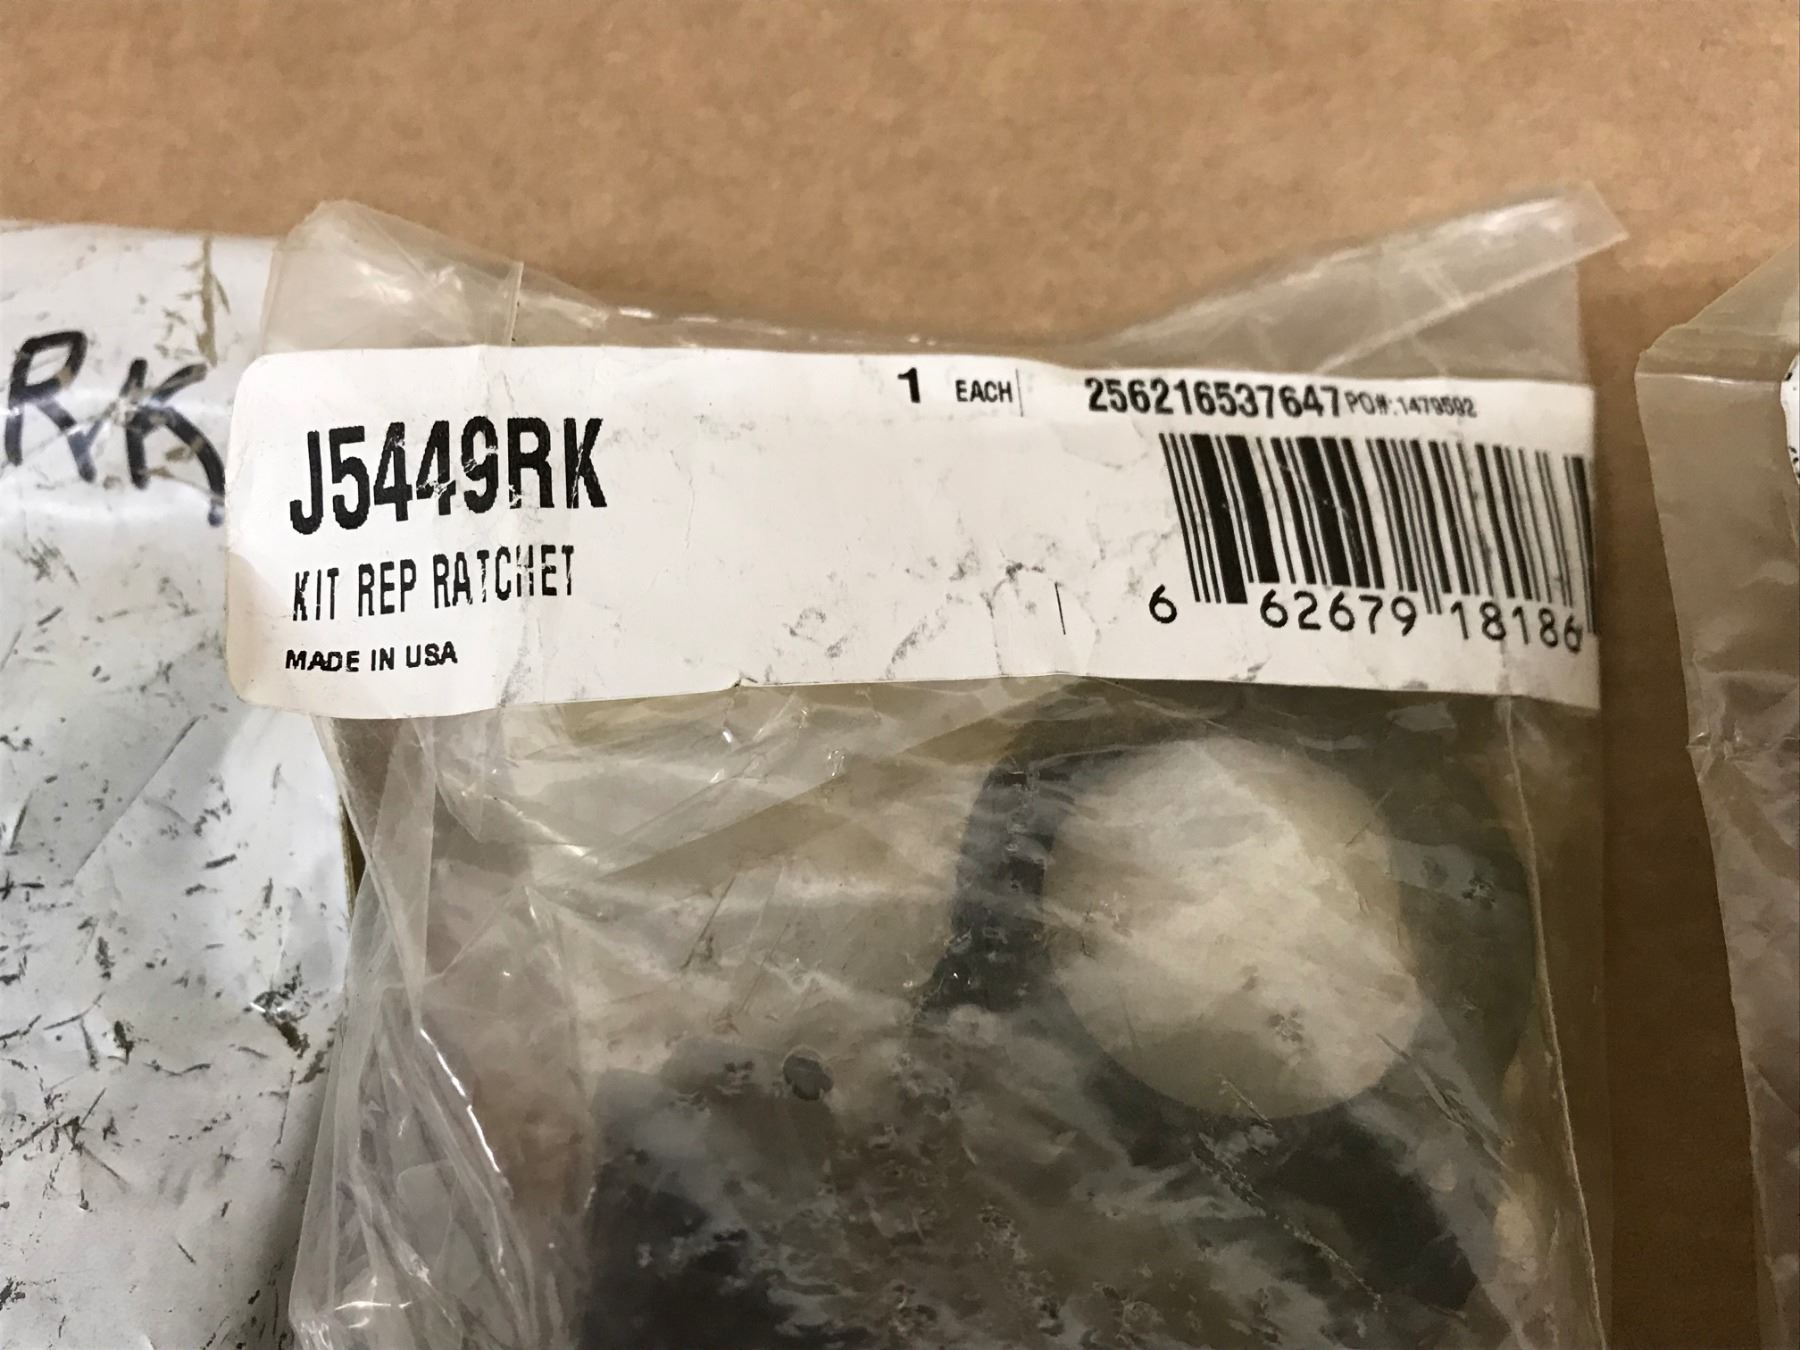 RK
1 EACH 256216537647 PO#:1479592
J5449RK
KIT REP RATCHET
MADE IN USA
6 62679 18186